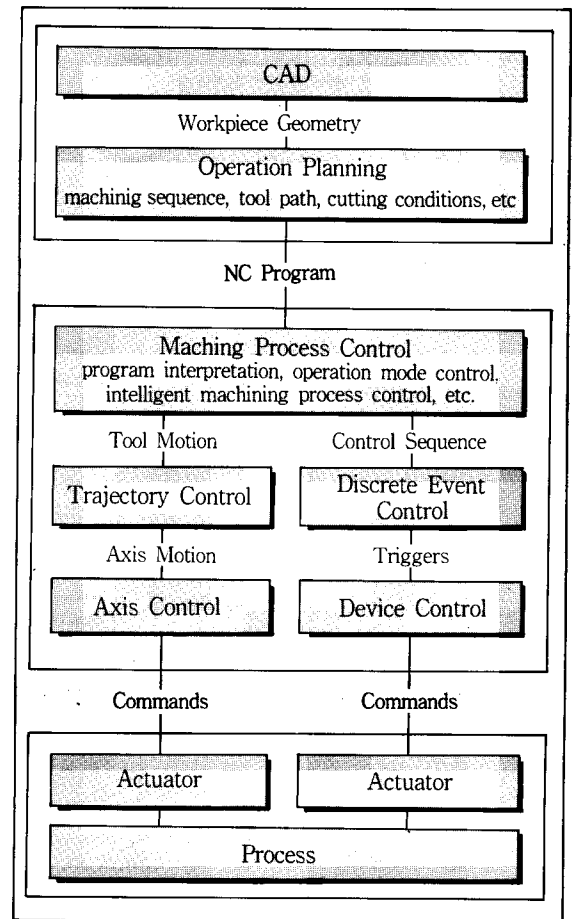 CAD
Workpiece Geometry
Operation Planning
machinig sequence, tool path, cutting conditions, etc
NC Program
Maching Process Control
program interpretation, operation mode control,
intelligent machining process control, etc.
Tool Motion
Control Sequence
Trajectory Control
Discrete Event
Control
Axis Motion
Triggers
Axis Control
Device Control
Commands
Commands
Actuator
Actuator
Process